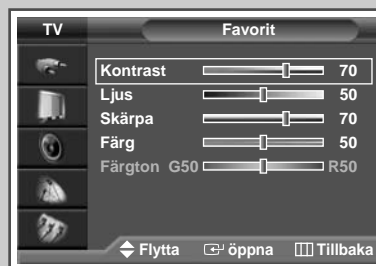 TV Favorit
Kontrast 70
Ljus 50
Skärpa 70
Färg 50
Färgton G50 R50
Flytta öppna Tillbaka